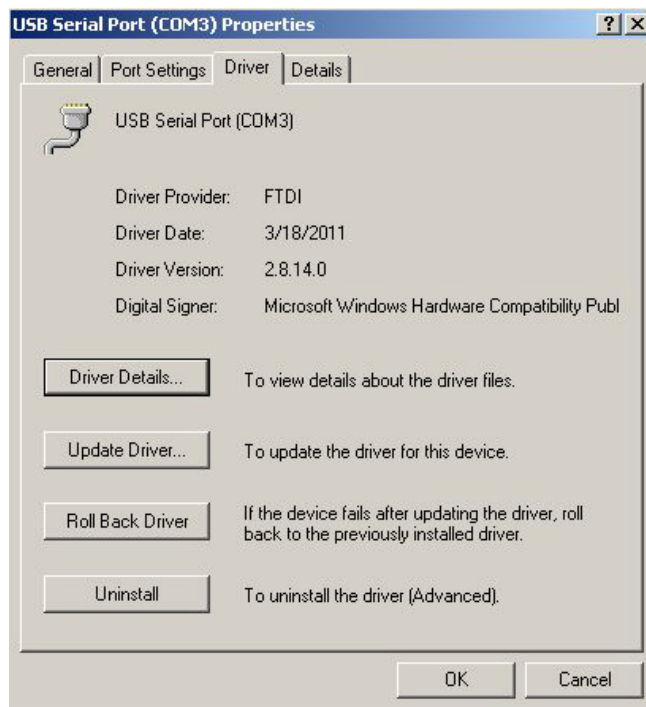 USB Serial Port (COM3) Properties
General Port Settings Driver Details
USB Serial Port (COM3)
Driver Provider: FTDI
Driver Date: 3/18/2011
Driver Version: 2.8.14.0
Digital Signer: Microsoft Windows Hardware Compatibility Publ
Driver Details... To view details about the driver files.
Update Driver... To update the driver for this device.
Roll Back Driver If the device fails after updating the driver, roll
back to the previously installed driver.
Uninstall To uninstall the driver (Advanced).
OK Cancel